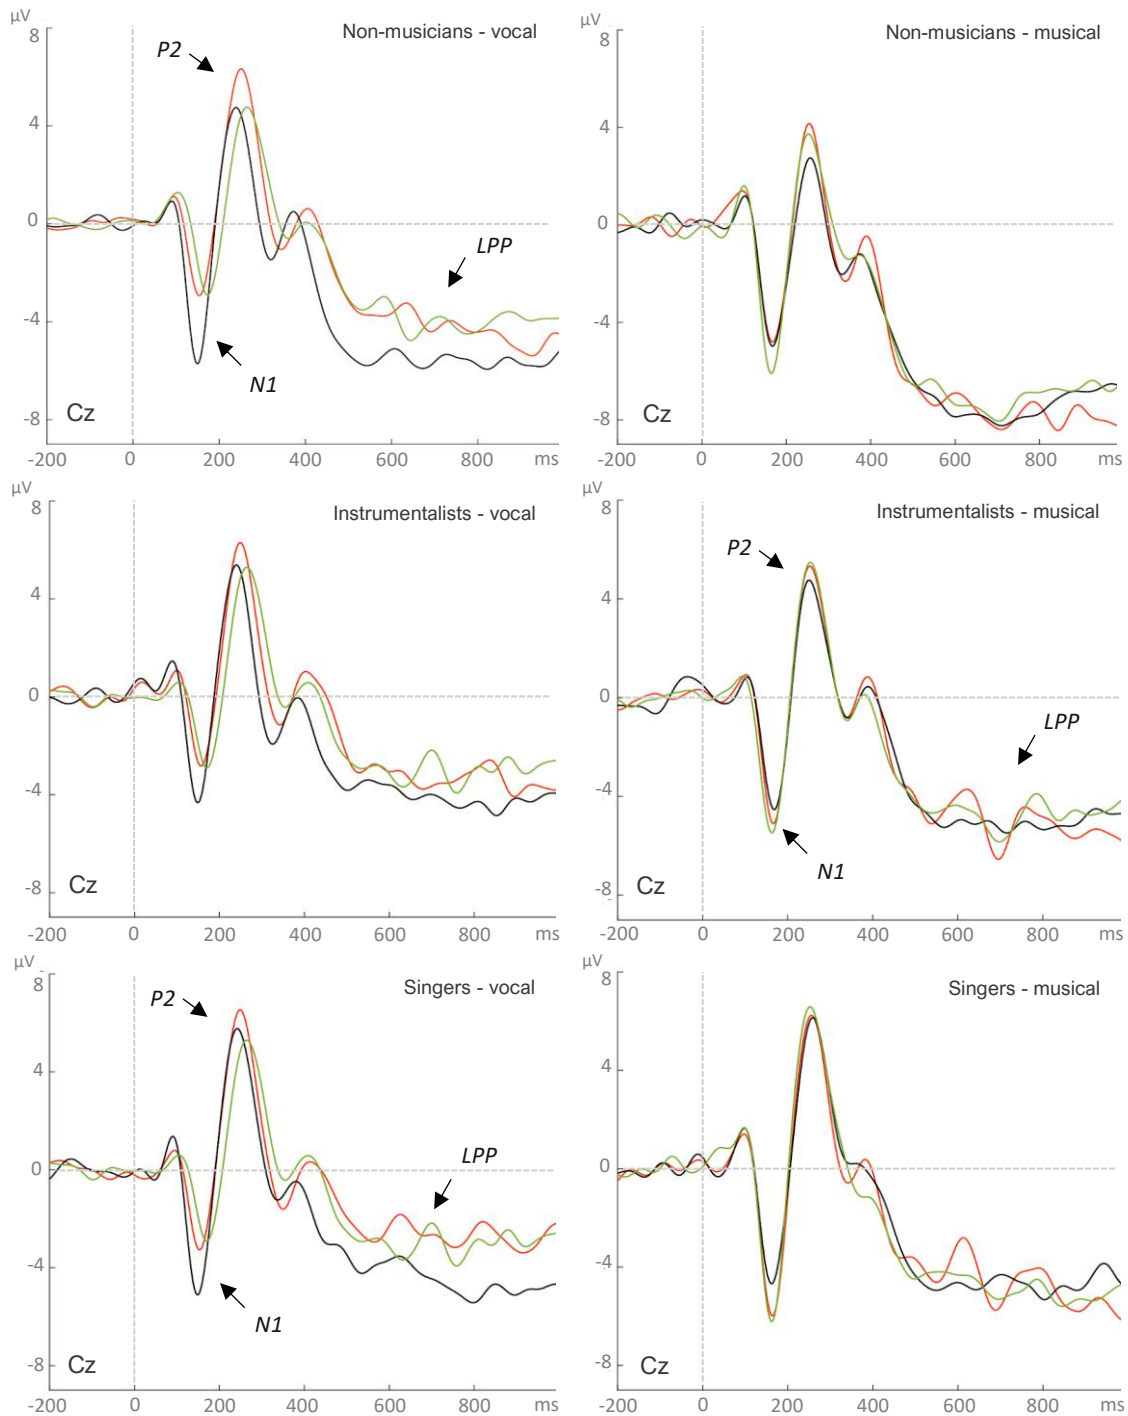 µV
Non-musicians - vocal
P2
8
4
0
-4
-8
LPP
N1
Cz
-200 0 200 400 600 800 ms
µV
Non-musicians - musical
8
4
0
-4
-8
Cz
-200 0 200 400 600 800 ms
µV
Instrumentalists - vocal
8
4
0
-4
-8
Cz
-200 0 200 400 600 800 ms
µV
Instrumentalists - musical
P2
8
4
0
-4
-8
LPP
N1
Cz
-200 0 200 400 600 800 ms
µV
Singers - vocal
P2
8
4
0
-4
-8
LPP
N1
Cz
-200 0 200 400 600 800 ms
µV
Singers - musical
8
4
0
-4
-8
Cz
-200 0 200 400 600 800 ms